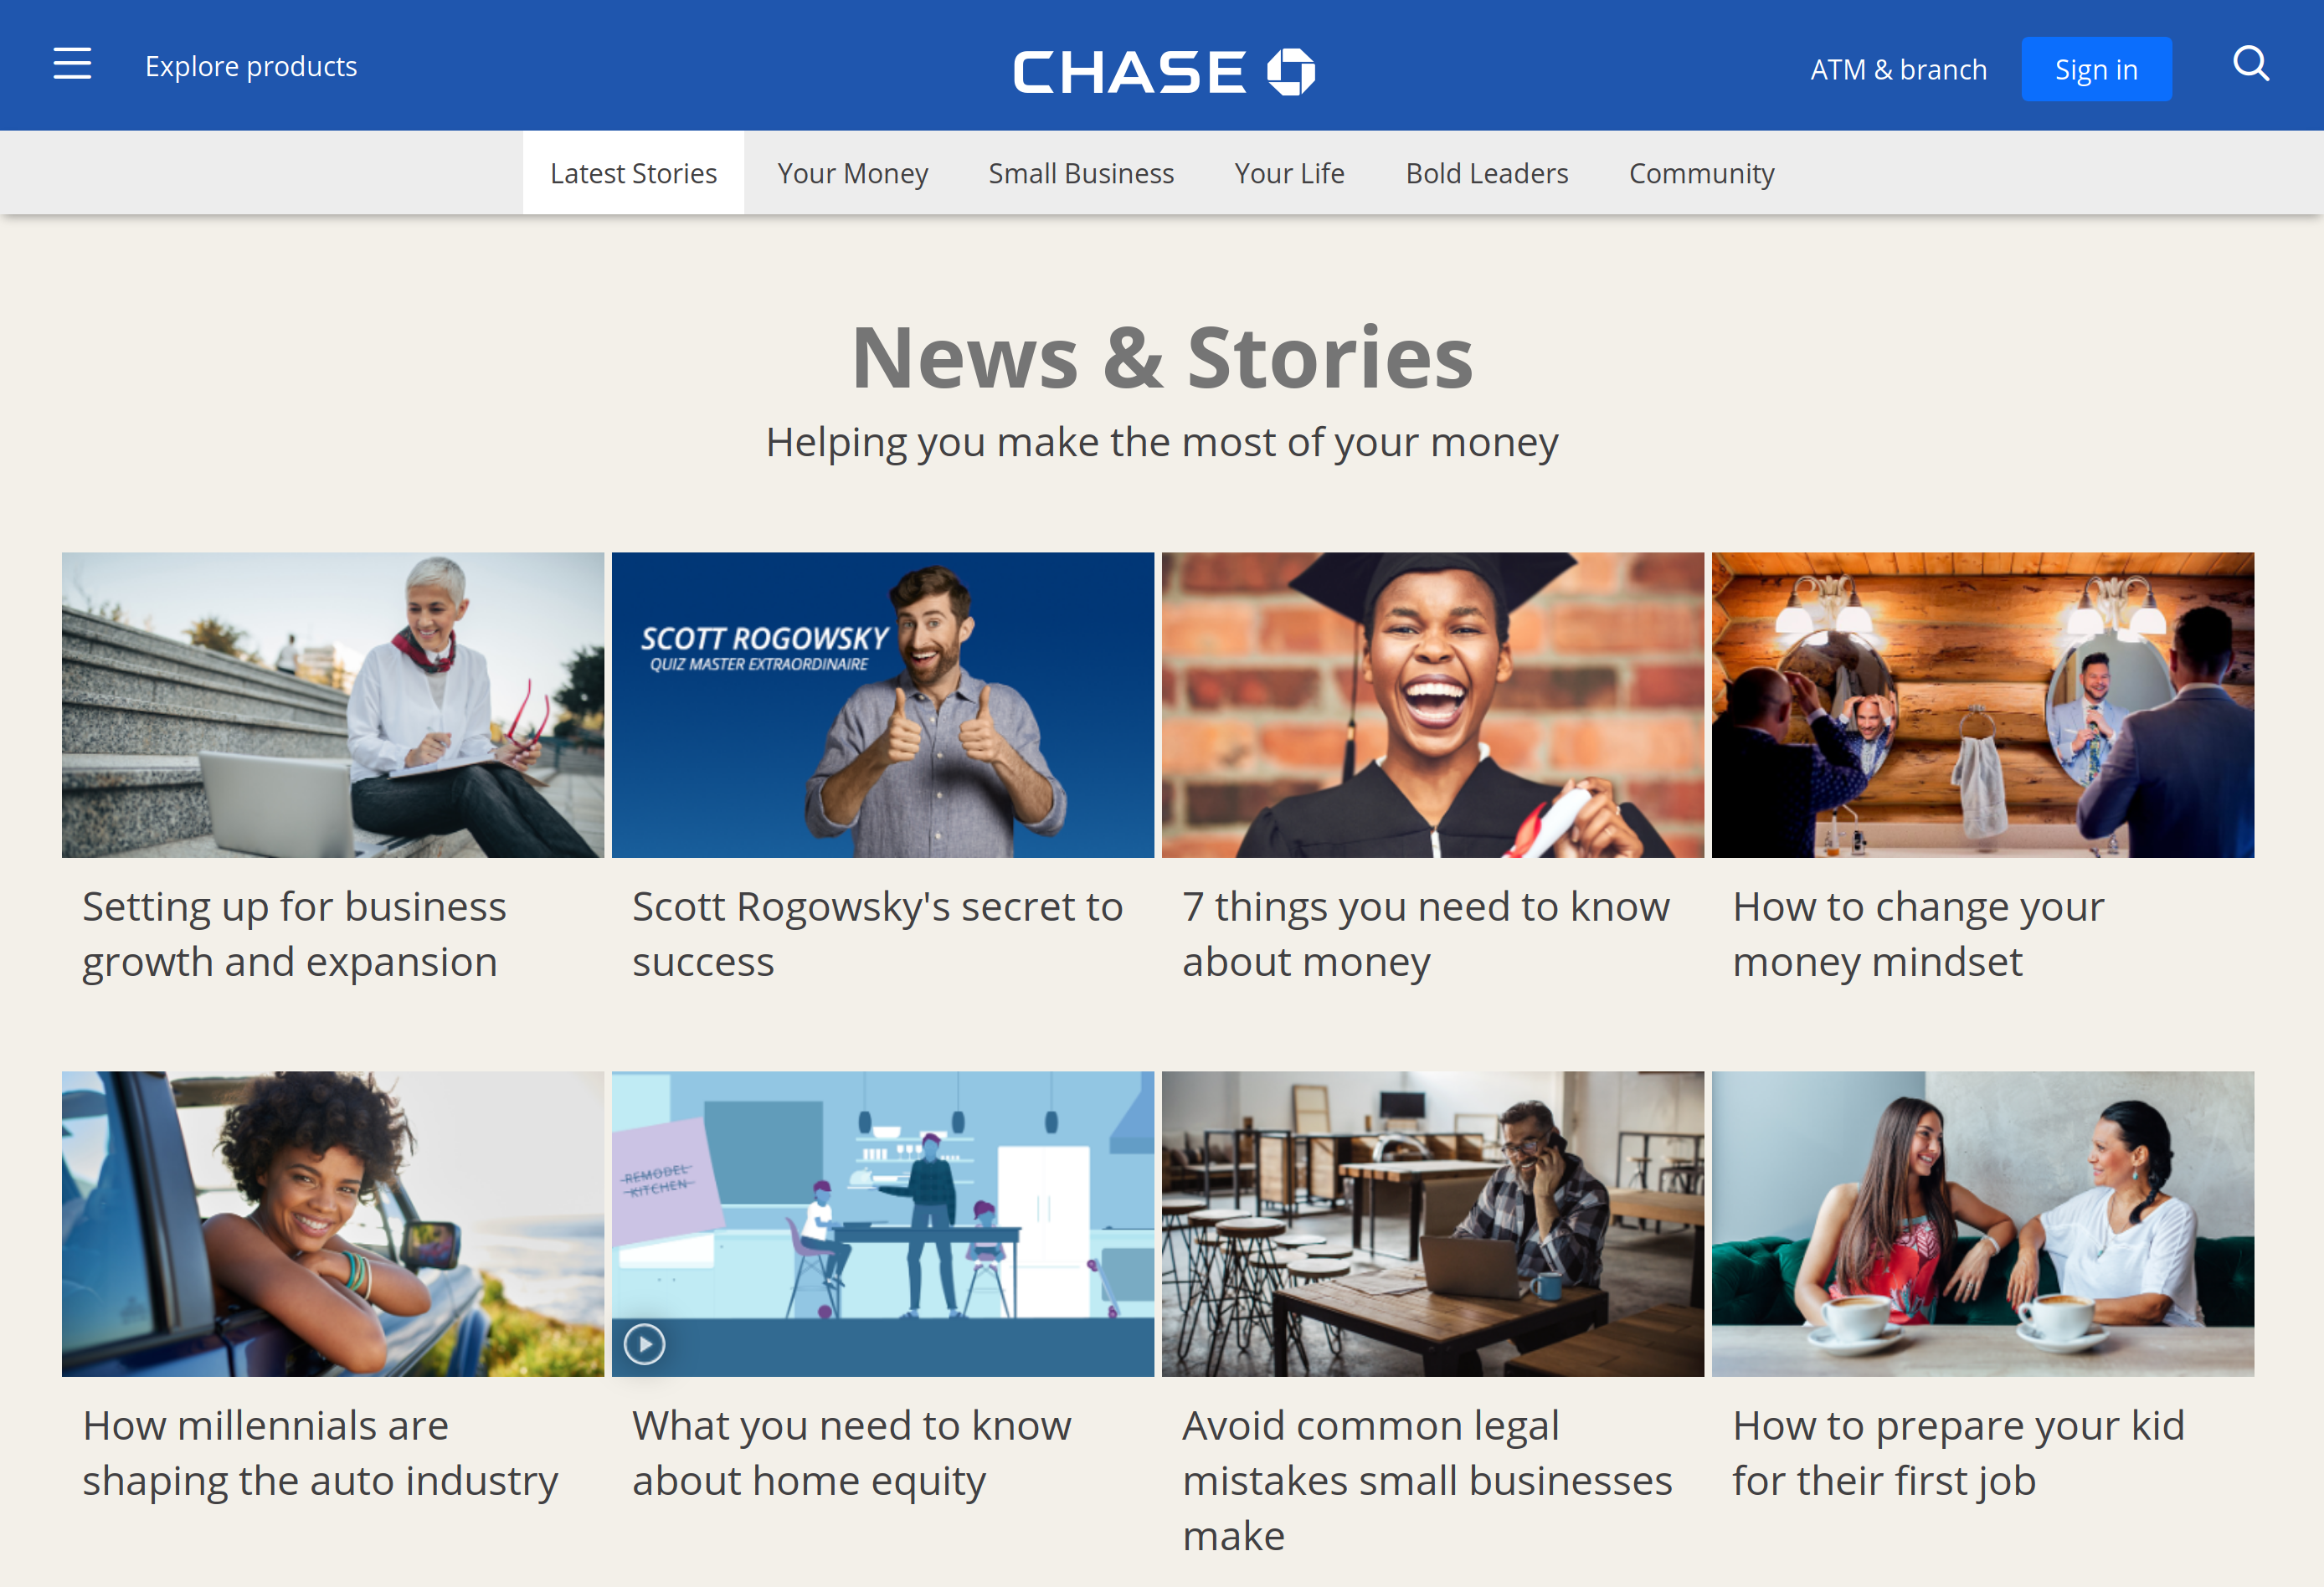 Explore products
CHASE
ATM & branch
Sign in
Latest Stories
Your Money
Small Business
Your Life
Bold Leaders
Community
News & Stories
Helping you make the most of your money
SCOTT ROGOWSKY
QUIZ MASTER EXTRAORDINAIRE
Setting up for business
growth and expansion
Scott Rogowsky's secret to
success
7 things you need to know
about money
How to change your
money mindset
REMODEL
KITCHEN
How millennials are
shaping the auto industry
What you need to know
about home equity
Avoid common legal
mistakes small businesses
make
How to prepare your kid
for their first job